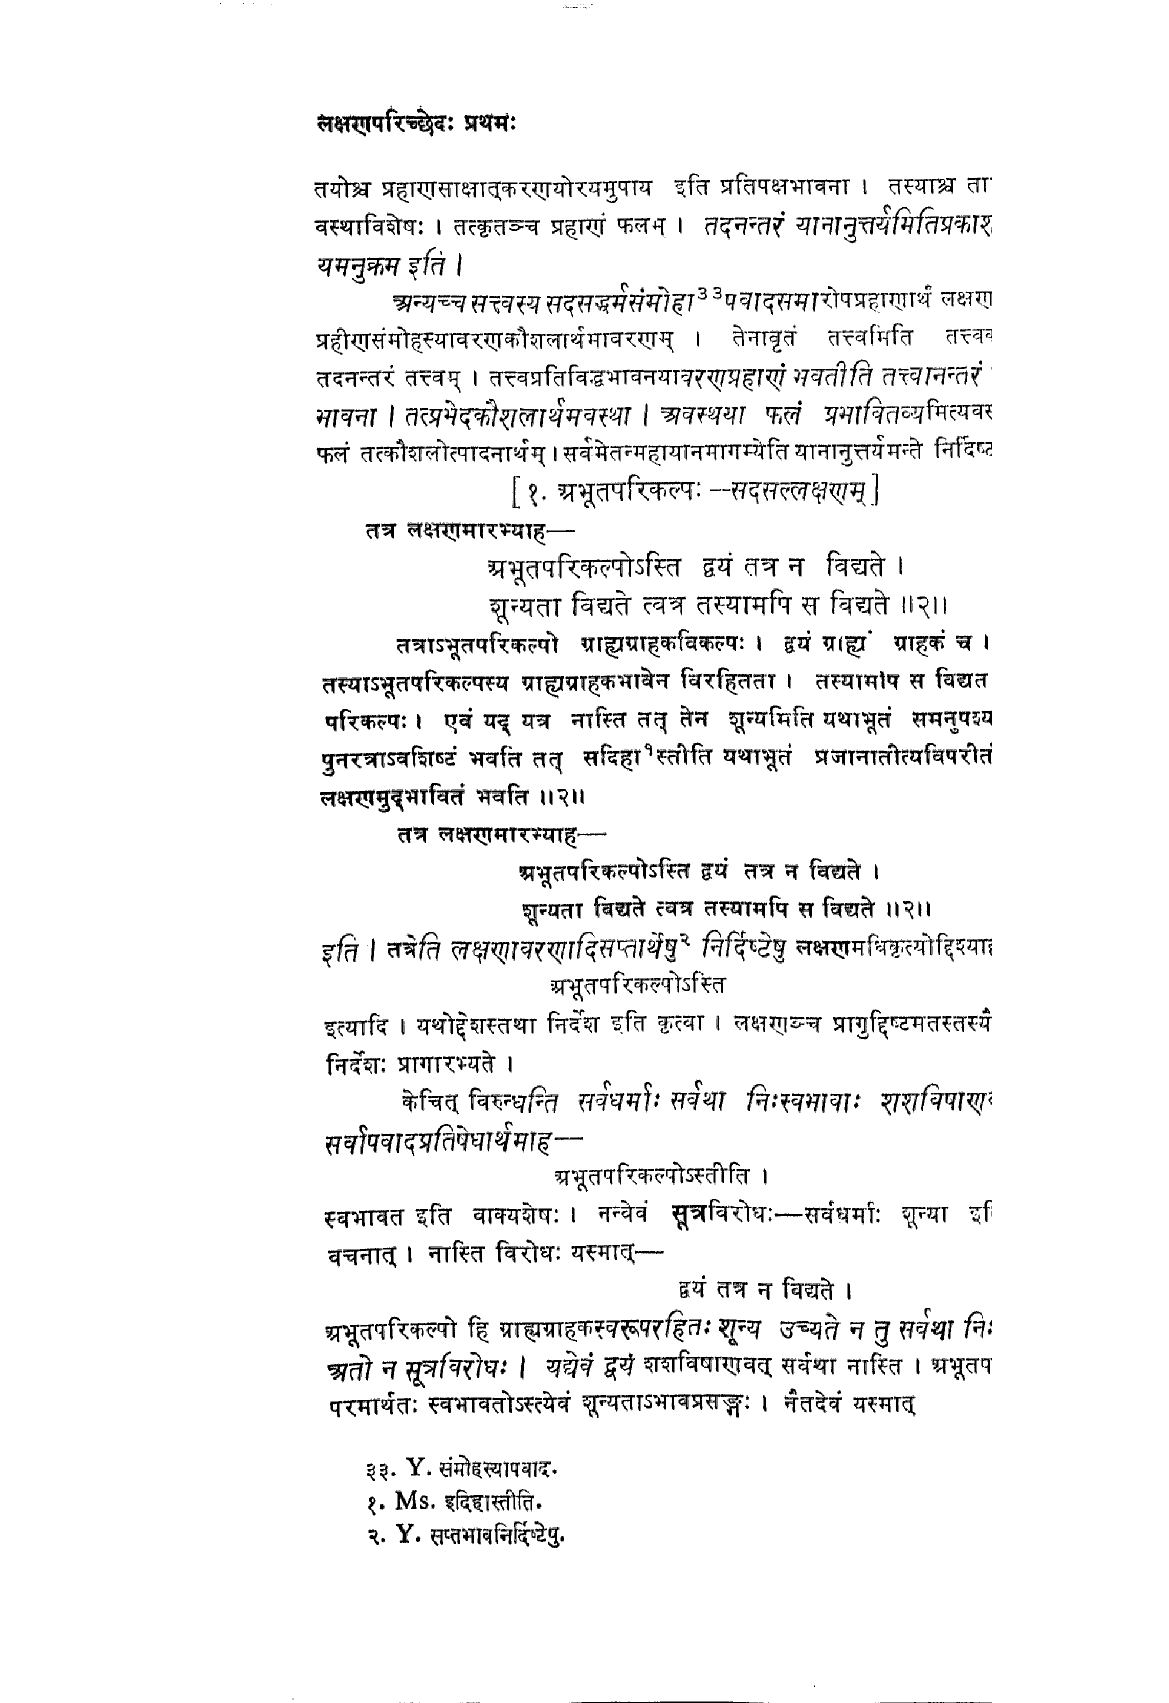 लक्षणपरिच्छेदः प्रथमः
तयोश्च प्रहाणसाक्षात्करणयोरयमुपाय इति प्रतिपक्षभावना । तस्याश्च
वस्थाविशेषः । तत्कृतञ्च प्रहाणं फलम् । तदनन्तरं यानानुत्तर्यमितिप्रकाश
यमनुक्रम इति ।
अन्यच्च सत्त्वस्य सदसद्धर्मसंमोहा³³पवादसमारोपप्रहाणार्थं लक्षण
प्रहीणसंमोहस्यावरणकौशलार्थमावरणम् । तेनावृतं तत्त्वमिति
तदनन्तरं तत्त्वम् । तत्त्वप्रतिविद्धभावनयावरणप्रहाणं भवतीति तत्त्वानन्तरं
भावना । तत्प्रभेदकौशलार्थमवस्था । अवस्थया फलं प्रभावितव्यमित्यवस
फलं तत्कौशलोत्पादनार्थम् । सर्वमेतन्महायानमागम्येति यानानुत्तर्यमन्ते निर्दिष्ट
[ १. अभूतपरिकल्पः --सदसल्लक्षणम् ]
तत्र लक्षणमारभ्याह—
अभूतपरिकल्पोऽस्ति द्वयं तत्र न विद्यते ।
शून्यता विद्यते त्वत्र तस्यामपि स विद्यते ॥२॥
तत्राऽभूतपरिकल्पो ग्राह्यग्राहकविकल्पः । द्वयं ग्राह्यं ग्राहकं च ।
तस्याऽभूतपरिकल्पस्य ग्राह्यग्राहकभावेन विरहितता । तस्यामपि स विद्यत
परिकल्पः । एवं यद् यत्र नास्ति तत् तेन शून्यमिति यथाभूतं समनुपश्य
पुनरत्राऽवशिष्टं भवति तत् सदिहा¹स्तीति यथाभूतं प्रजानातीत्यविपरीतं
लक्षणमुद्भावितं भवति ॥२॥
तत्र लक्षणमारभ्याह—
अभूतपरिकल्पोऽस्ति द्वयं तत्र न विद्यते ।
शून्यता विद्यते त्वत्र तस्यामपि स विद्यते ॥२॥
इति । तत्रेति लक्षणावरणादिसप्तार्थेषु² निर्दिष्टेषु लक्षणमधिकृत्योद्दिश्याह
अभूतपरिकल्पोऽस्ति
इत्यादि । यथोद्देशस्तथा निर्देश इति कृत्वा । लक्षणञ्च प्रागुद्दिष्टमतस्तस्यै
निर्देशः प्रागारभ्यते ।
केचित् विरुन्धन्ति सर्वधर्माः सर्वथा निःस्वभावाः शशविषाण
सर्वापवादप्रतिषेधार्थमाह—
अभूतपरिकल्पोऽस्तीति ।
स्वभावत इति वाक्यशेषः । नन्वेवं सूत्रविरोधः—सर्वधर्माः शून्या इ
वचनात् । नास्ति विरोधः यस्मात्—
द्वयं तत्र न विद्यते ।
अभूतपरिकल्पो हि ग्राह्यग्राहकस्वरूपरहितः शून्य उच्यते न तु सर्वथा निः
अतो न सूत्रविरोधः । यद्येवं द्वयं शशविषाणवत् सर्वथा नास्ति । अभूतप
परमार्थतः स्वभावतोऽस्त्येवं शून्यताऽभावप्रसङ्गः । नैतदेवं यस्मात्
३३. Y. संमोहस्यापवाद.
१. Ms. इदिहास्तीति.
२. Y. सप्तभावनिर्दिष्टेषु.